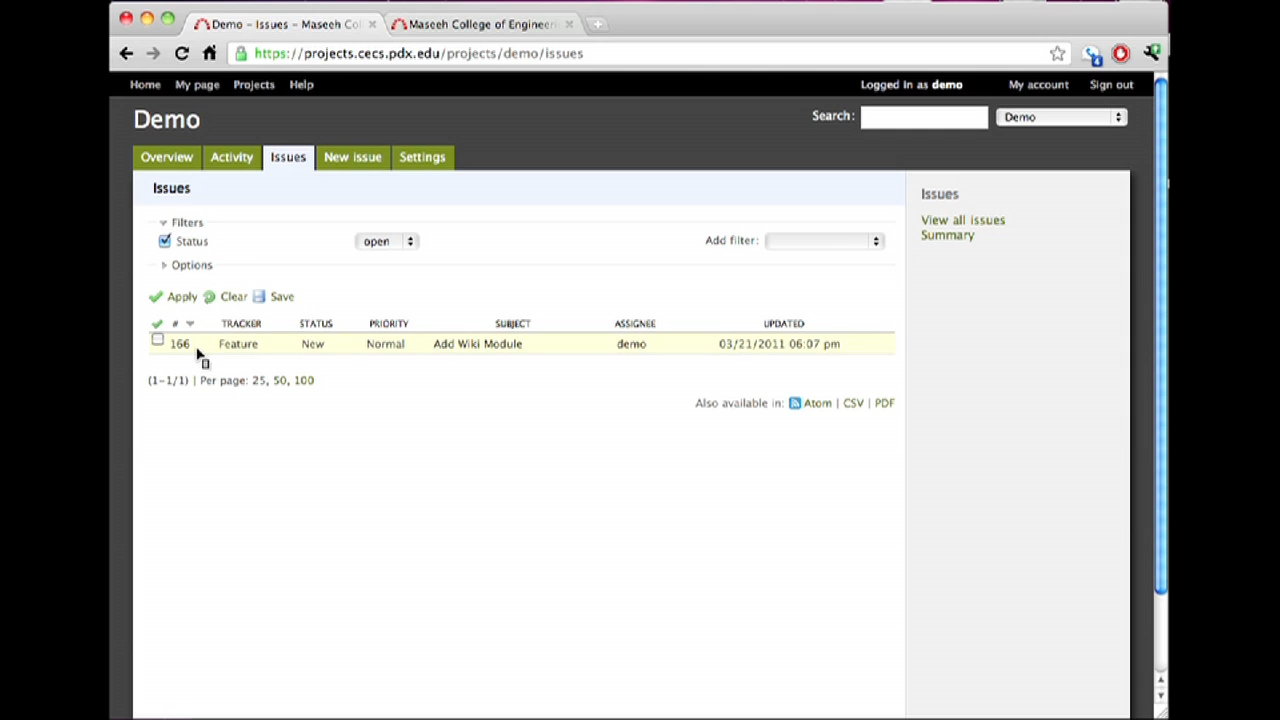 Demo – Issues – Maseeh Col
Maseeh College of Engineeri
https://projects.cecs.pdx.edu/projects/demo/issues
4
Home My page Projects Help Logged in as demo My account Sign out
Demo Search: Demo
Overview Activity Issues New issue Settings
Issues
Issues
View all issues
Summary
Filters
Status open Add filter:
Options
Apply Clear Save
# TRACKER STATUS PRIORITY SUBJECT ASSIGNEE UPDATED
166 Feature New Normal Add Wiki Module demo 03/21/2011 06:07 pm
(1-1/1) | Per page: 25, 50, 100
Also available in: Atom | CSV | PDF